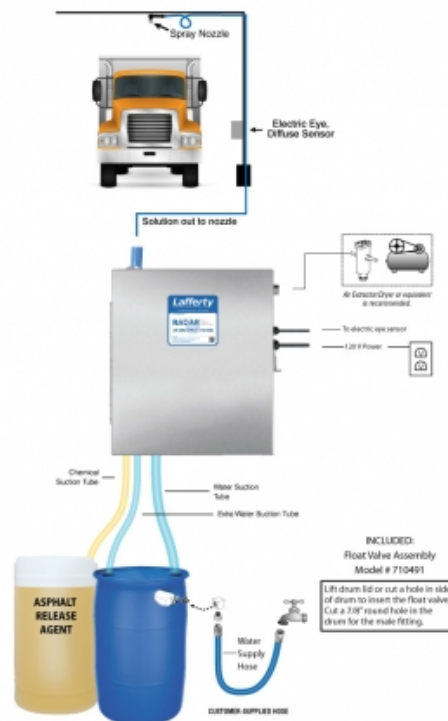 Spray Nozzle
Electric Eye,
Diffuse Sensor
Solution out to nozzle
Air Extractor/Dryer or equivalent
is recommended.
Lafferty
RADAR
To electric eye sensor
120 V Power
Chemical
Suction Tube
Water Suction
Tube
Extra Water Suction Tube
INCLUDED:
Float Valve Assembly
Model # 710491
Lift drum lid or cut a hole in side
of drum to insert the float valve.
Cut a 7/8" round hole in the
drum for the male fitting.
ASPHALT
RELEASE
AGENT
Water
Supply
Hose
CUSTOMER-SUPPLIED HOSE